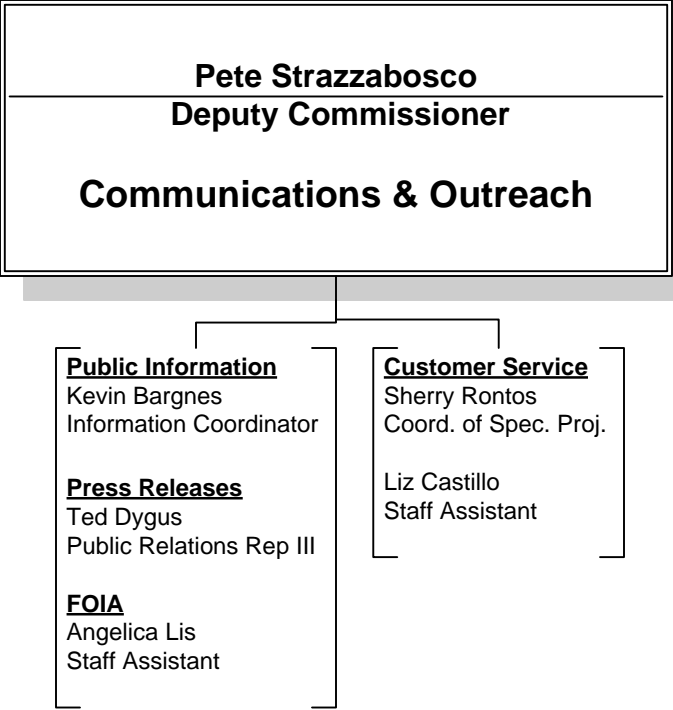 Pete Strazzabosco
Deputy Commissioner
Communications & Outreach
Public Information
Kevin Bargnes
Information Coordinator
Press Releases
Ted Dygus
Public Relations Rep III
FOIA
Angelica Lis
Staff Assistant
Customer Service
Sherry Rontos
Coord. of Spec. Proj.
Liz Castillo
Staff Assistant